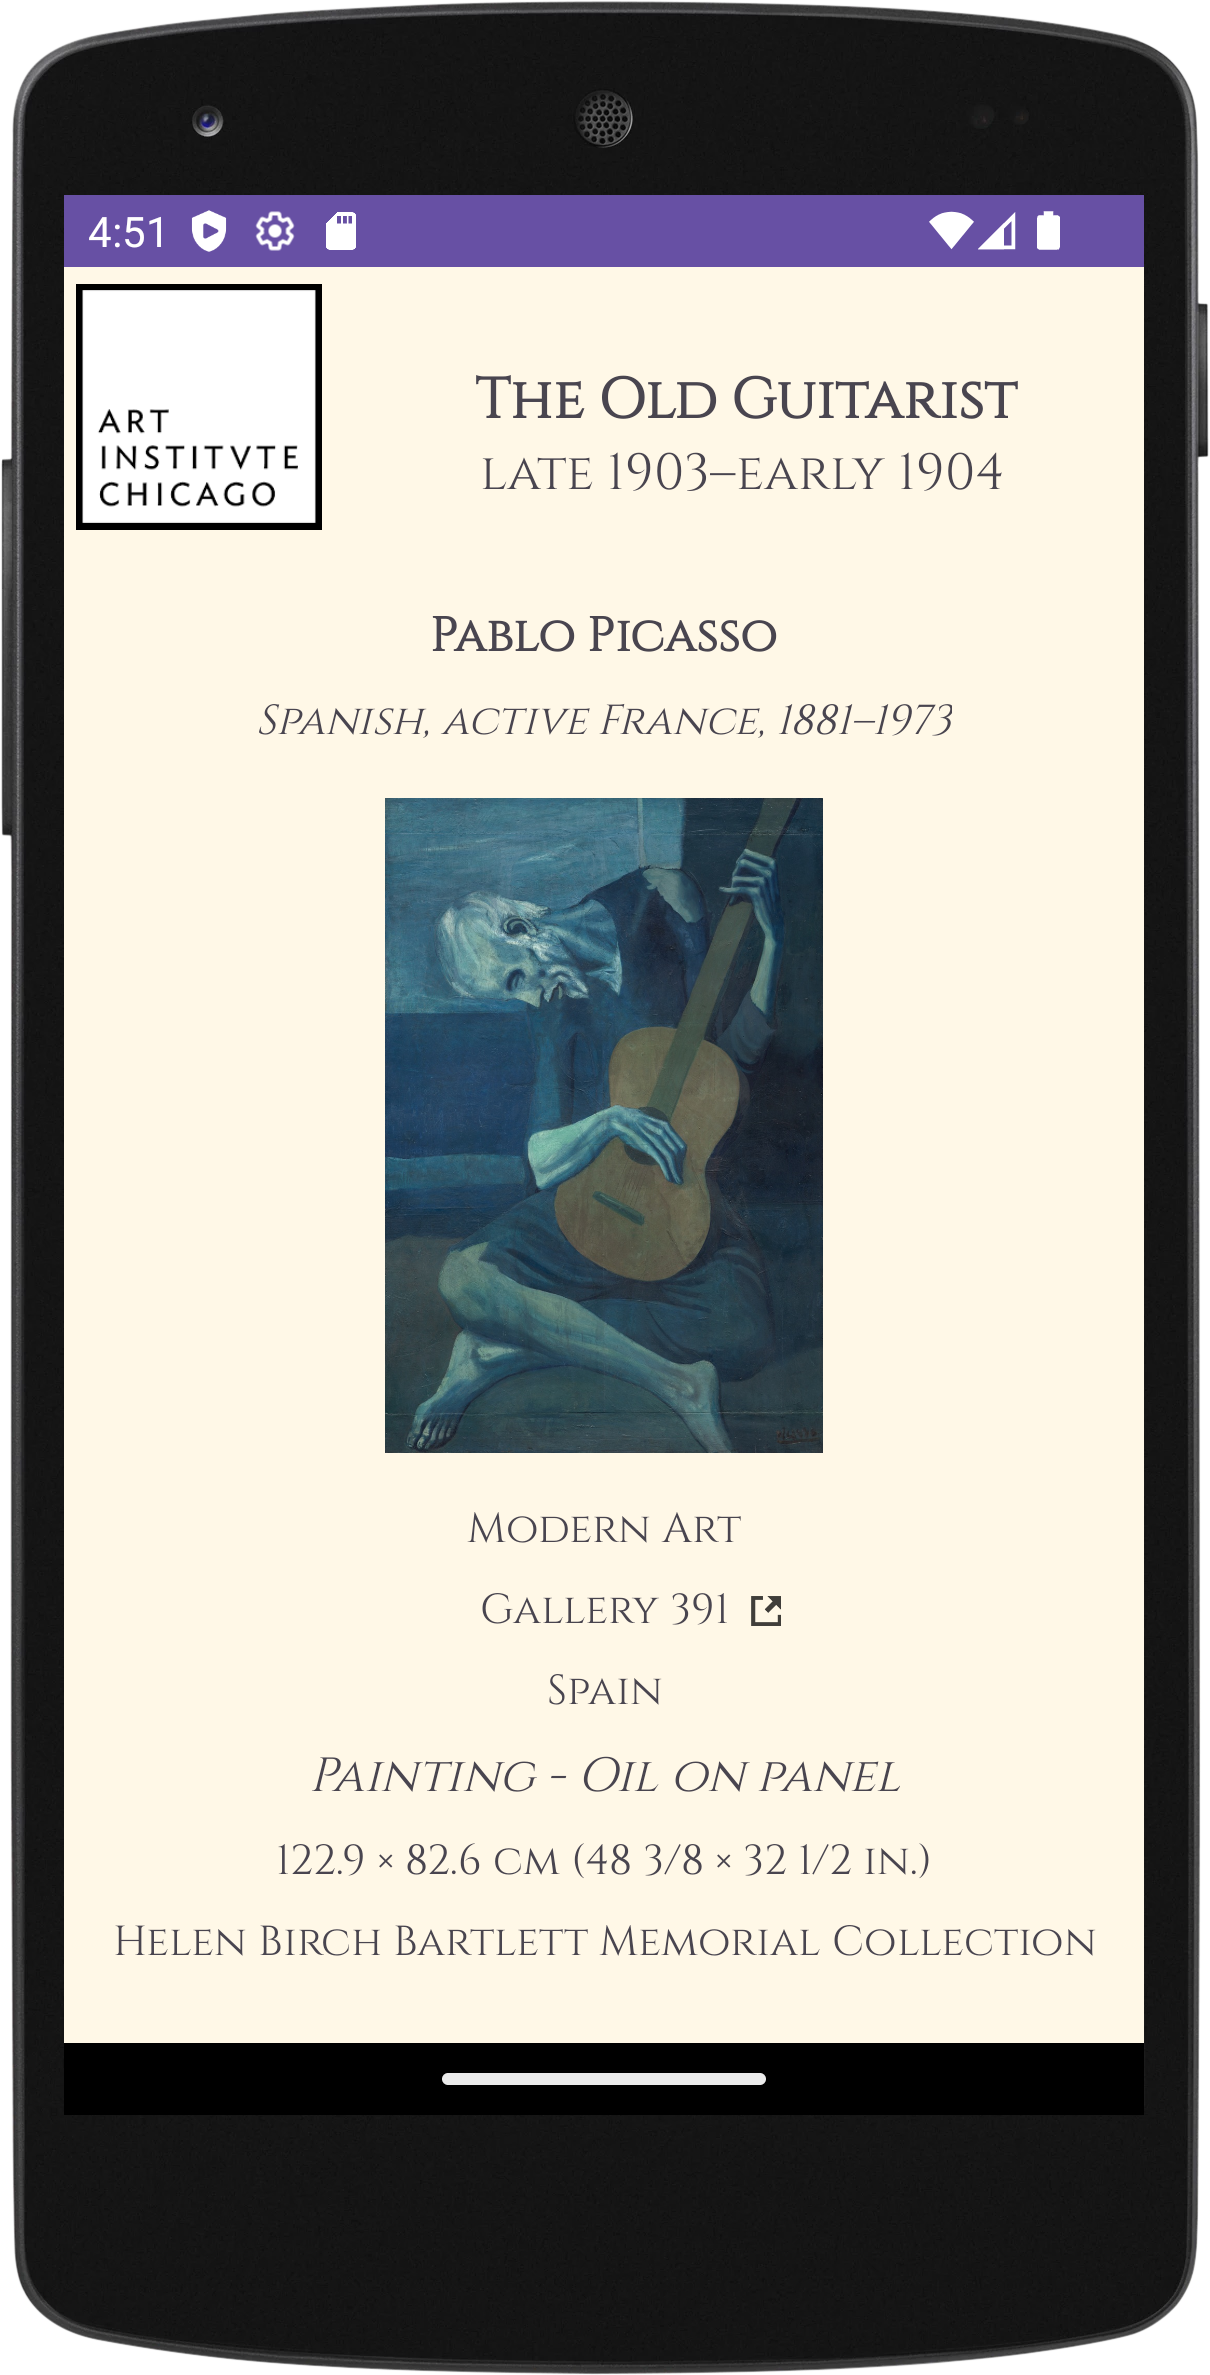 4:51
ART
INSTITVTE
CHICAGO
The Old Guitarist
late 1903–early 1904
Pablo Picasso
Spanish, active France, 1881–1973
Modern Art
Gallery 391
Spain
Painting - Oil on panel
122.9 × 82.6 cm (48 3/8 × 32 1/2 in.)
Helen Birch Bartlett Memorial Collection